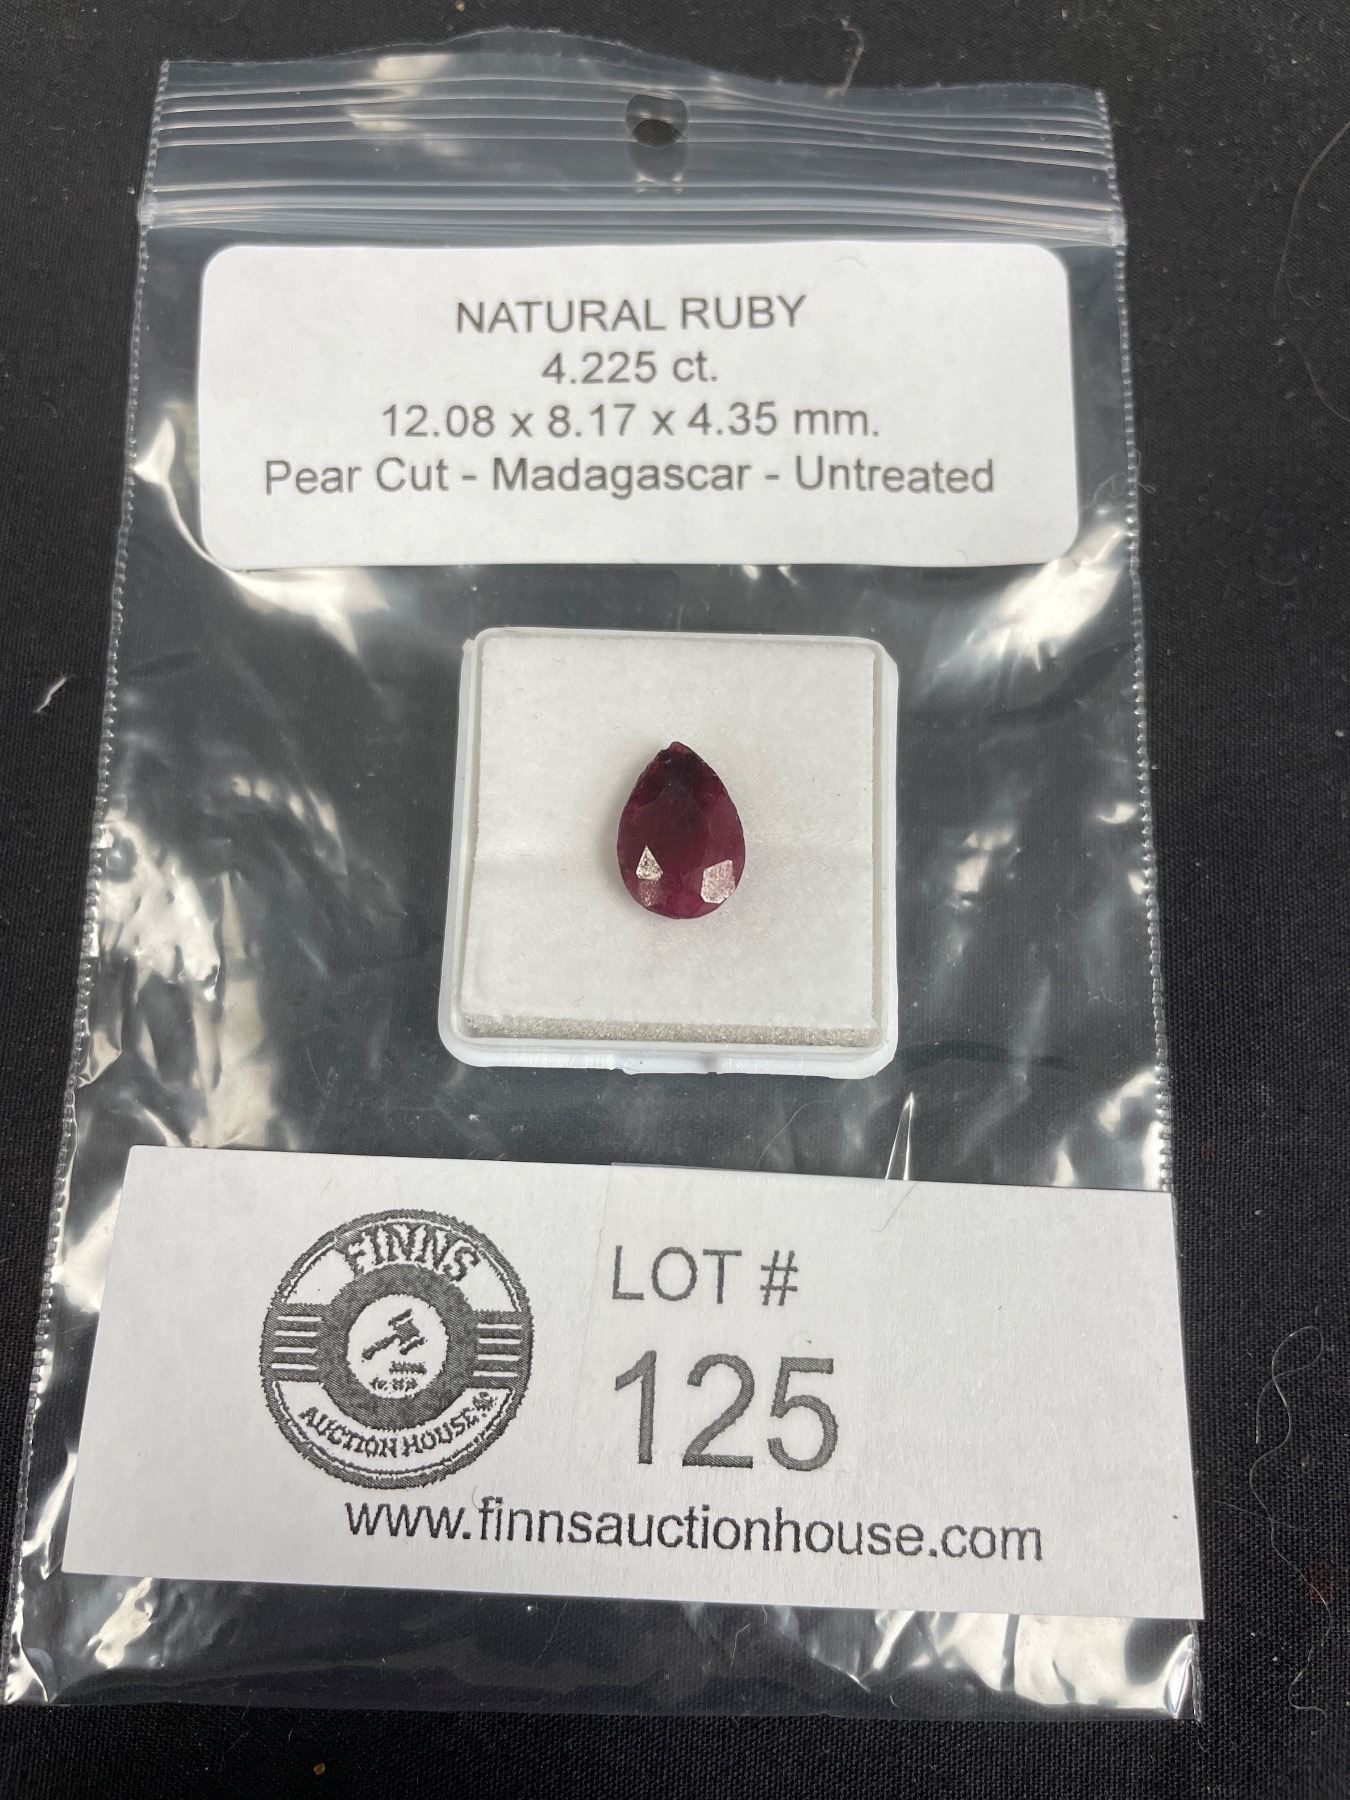 NATURAL RUBY
4.225 ct.
12.08 x 8.17 x 4.35 mm.
Pear Cut - Madagascar - Untreated
FINNS
AUCTION HOUSE
LOT #
125
www.finnsauctionhouse.com